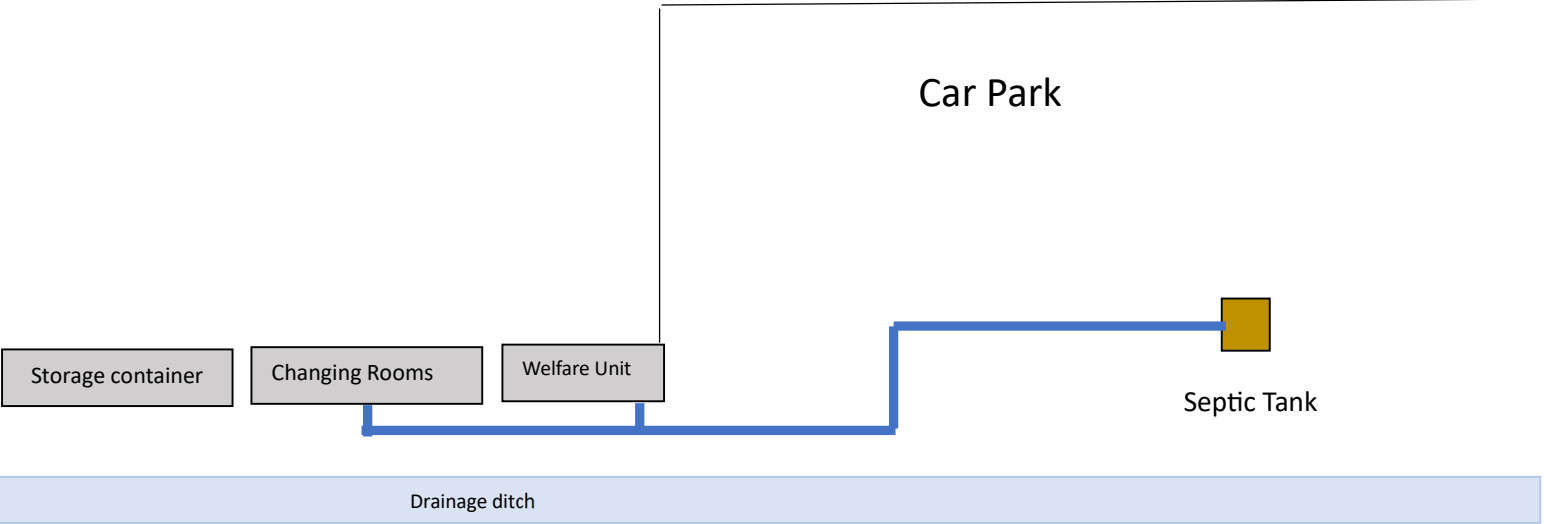 Car Park
Storage container
Changing Rooms
Welfare Unit
Septic Tank
Drainage ditch